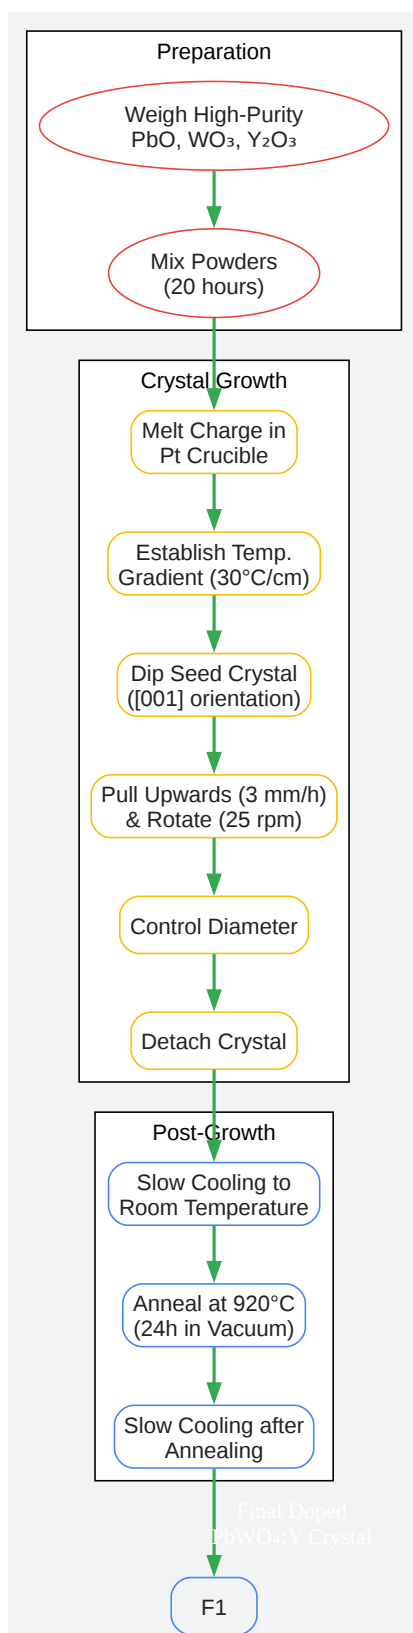 Preparation
Weigh High-Purity
PbO, WO₃, Y₂O₃
Mix Powders
(20 hours)
Crystal Growth
Melt Charge in
Pt Crucible
Establish Temp.
Gradient (30°C/cm)
Dip Seed Crystal
([001] orientation)
Pull Upwards (3 mm/h)
& Rotate (25 rpm)
Control Diameter
Detach Crystal
Post-Growth
Slow Cooling to
Room Temperature
Anneal at 920°C
(24h in Vacuum)
Slow Cooling after
Annealing
Final Doped
PbWO₄:Y Crystal
F1